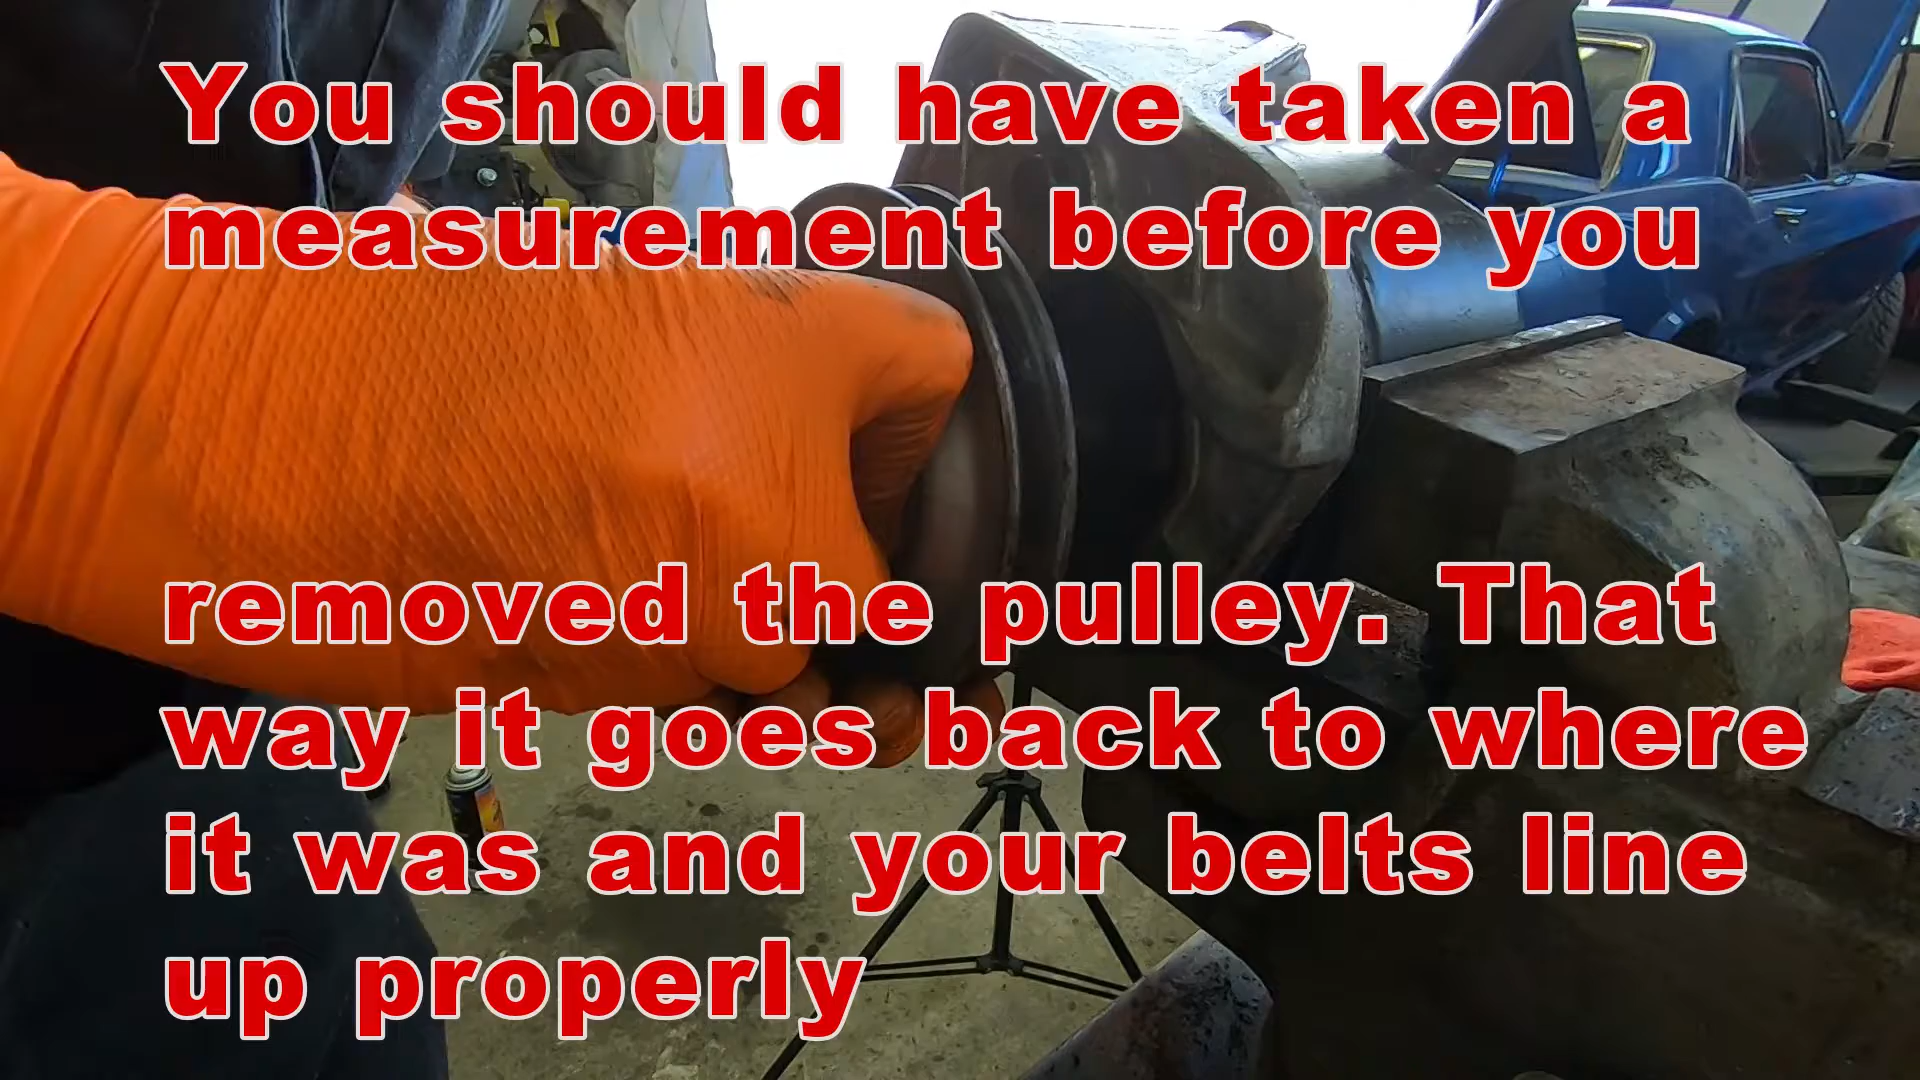 You should have taken a
measurement before you
removed the pulley. That
way it goes back to where
it was and your belts line
up properly